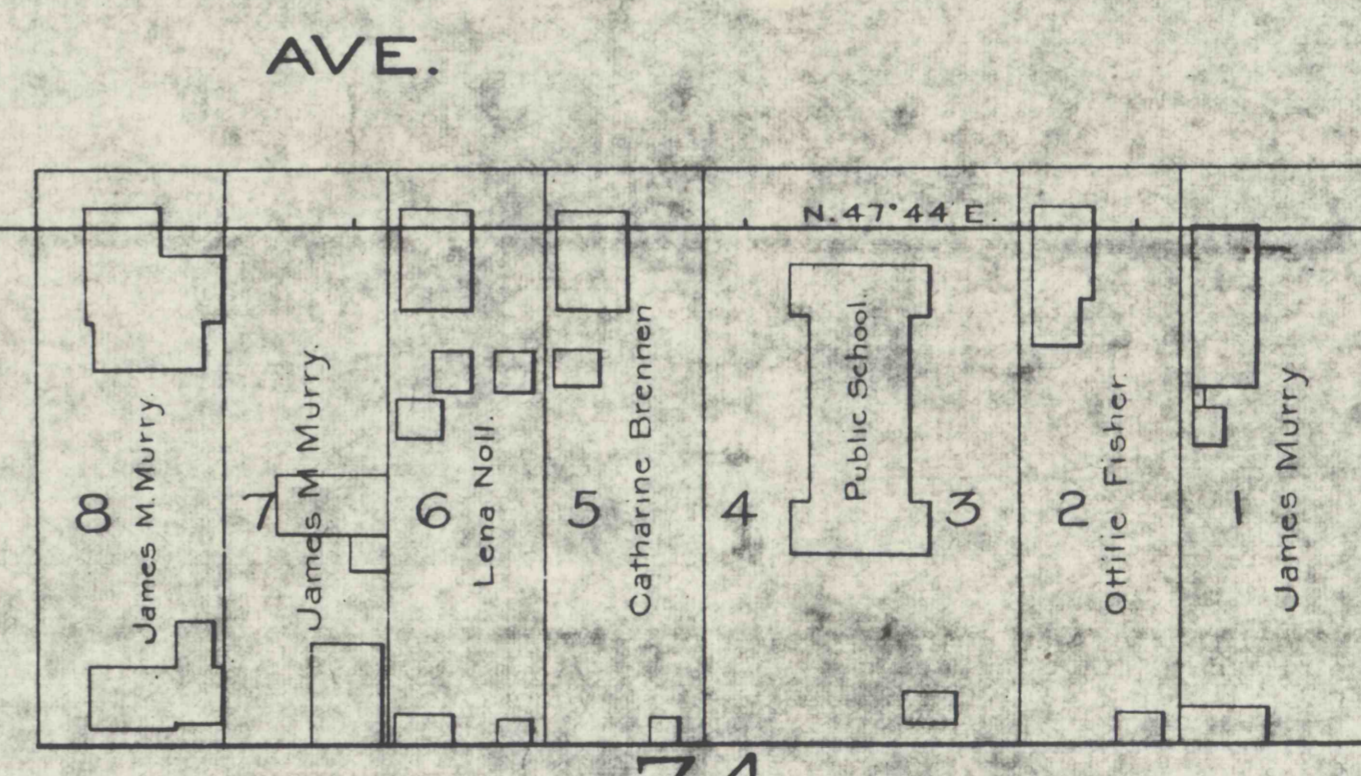 AVE.
N. 47° 44' E.
8
James M. Murry
7
James M Murry.
6
Lena Noll.
5
Catharine Brennen
4
Public School.
3
2
Ottilie Fisher
1
James Murry
74